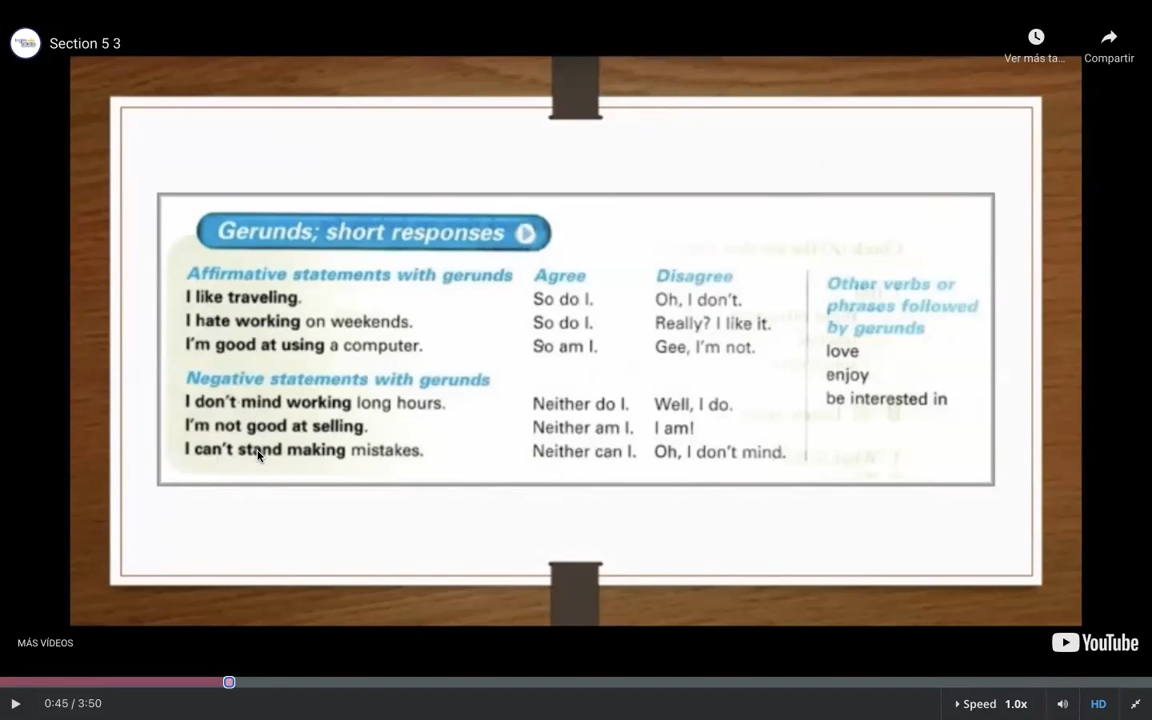 Section 5 3
Ver más ta...
Compartir
Gerunds; short responses
Affirmative statements with gerunds Agree Disagree
I like traveling. So do I. Oh, I don't.
I hate working on weekends. So do I. Really? I like it.
I'm good at using a computer. So am I. Gee, I'm not.
Negative statements with gerunds
I don't mind working long hours. Neither do I. Well, I do.
I'm not good at selling. Neither am I. I am!
I can't stand making mistakes. Neither can I. Oh, I don't mind.
Other verbs or
phrases followed
by gerunds
love
enjoy
be interested in
MÁS VÍDEOS
YouTube
0:45 / 3:50
Speed 1.0x
HD